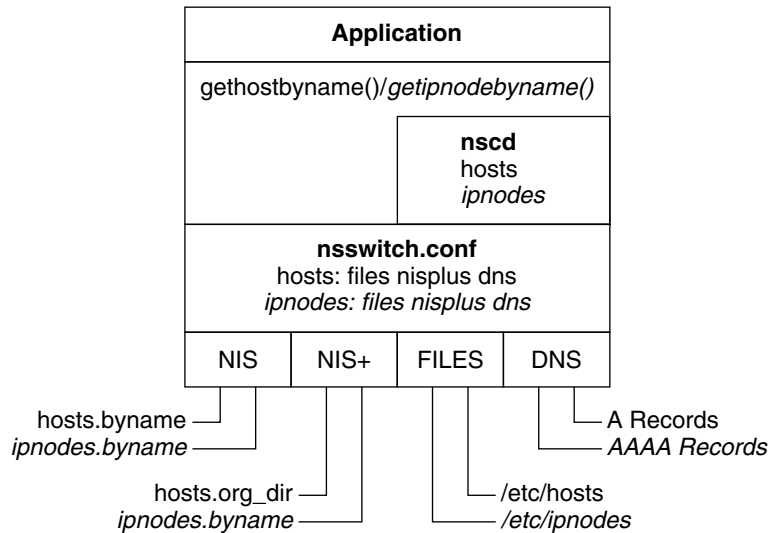 Application
gethostbyname()/getipnodebyname()
nscd
hosts
ipnodes
nsswitch.conf
hosts: files nisplus dns
ipnodes: files nisplus dns
NIS NIS+ FILES DNS
hosts.byname A Records
ipnodes.byname AAAA Records
hosts.org_dir /etc/hosts
ipnodes.byname /etc/ipnodes